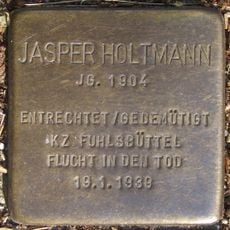 JASPER HOLTMANN
JG. 1904
ENTRECHTET/GEDEMÜTIGT
KZ FUHLSBÜTTEL
FLUCHT IN DEN TOD
19.1.1939